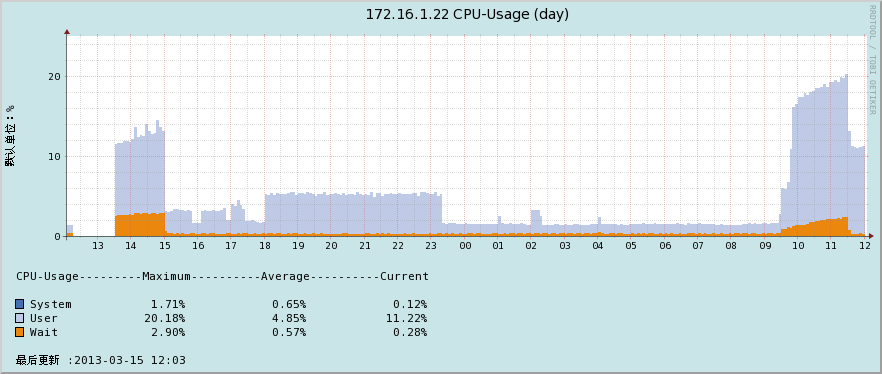 172.16.1.22 CPU-Usage (day)
RRDTOOL / TOBI OETIKER
默认单位：%
20
10
0
13 14 15 16 17 18 19 20 21 22 23 00 01 02 03 04 05 06 07 08 09 10 11 12
CPU-Usage---------Maximum----------Average----------Current
System 1.71% 0.65% 0.12%
User 20.18% 4.85% 11.22%
Wait 2.90% 0.57% 0.28%
最后更新 :2013-03-15 12:03